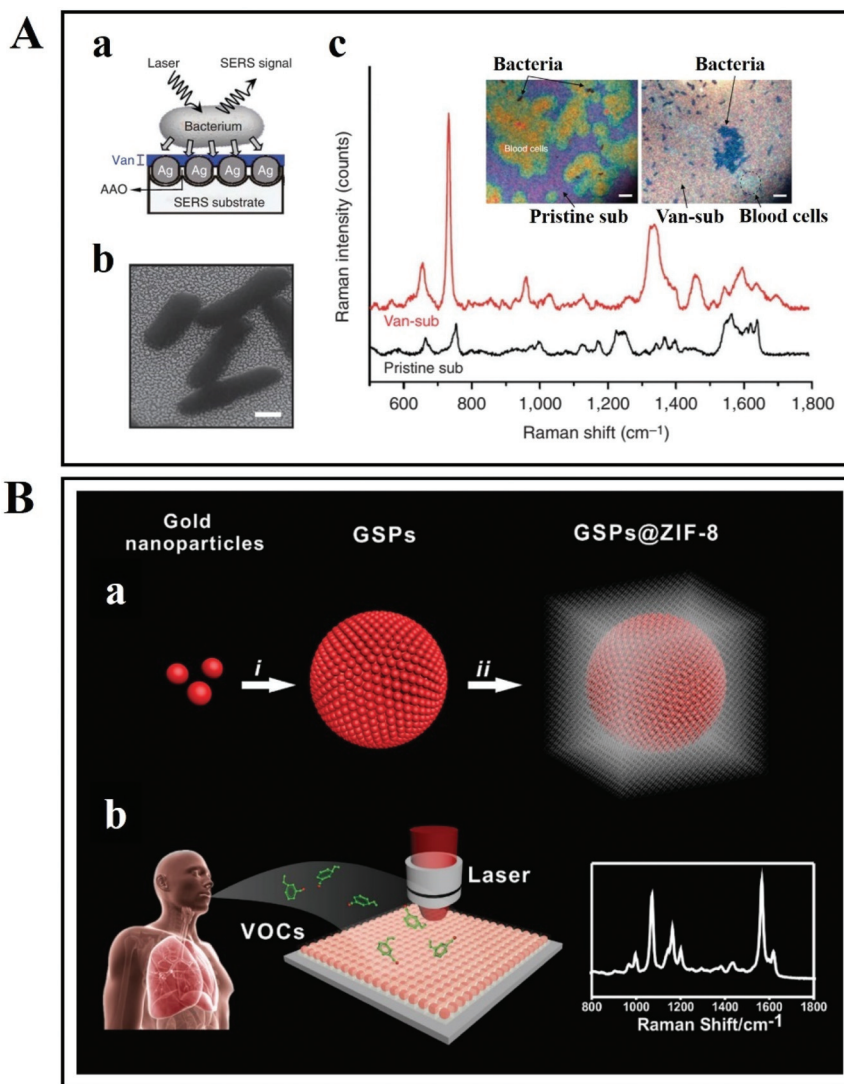 A
a
Laser
SERS signal
Bacterium
Van
Ag Ag Ag Ag
AAO
SERS substrate
b
c
Bacteria
Bacteria
Blood cells
Pristine sub
Van-sub
Blood cells
Raman intensity (counts)
Van-sub
Pristine sub
600 800 1,000 1,200 1,400 1,600 1,800
Raman shift (cm⁻¹)
B
Gold
nanoparticles
GSPs
GSPs@ZIF-8
a
i
ii
b
VOCs
Laser
800 1000 1200 1400 1600 1800
Raman Shift/cm⁻¹